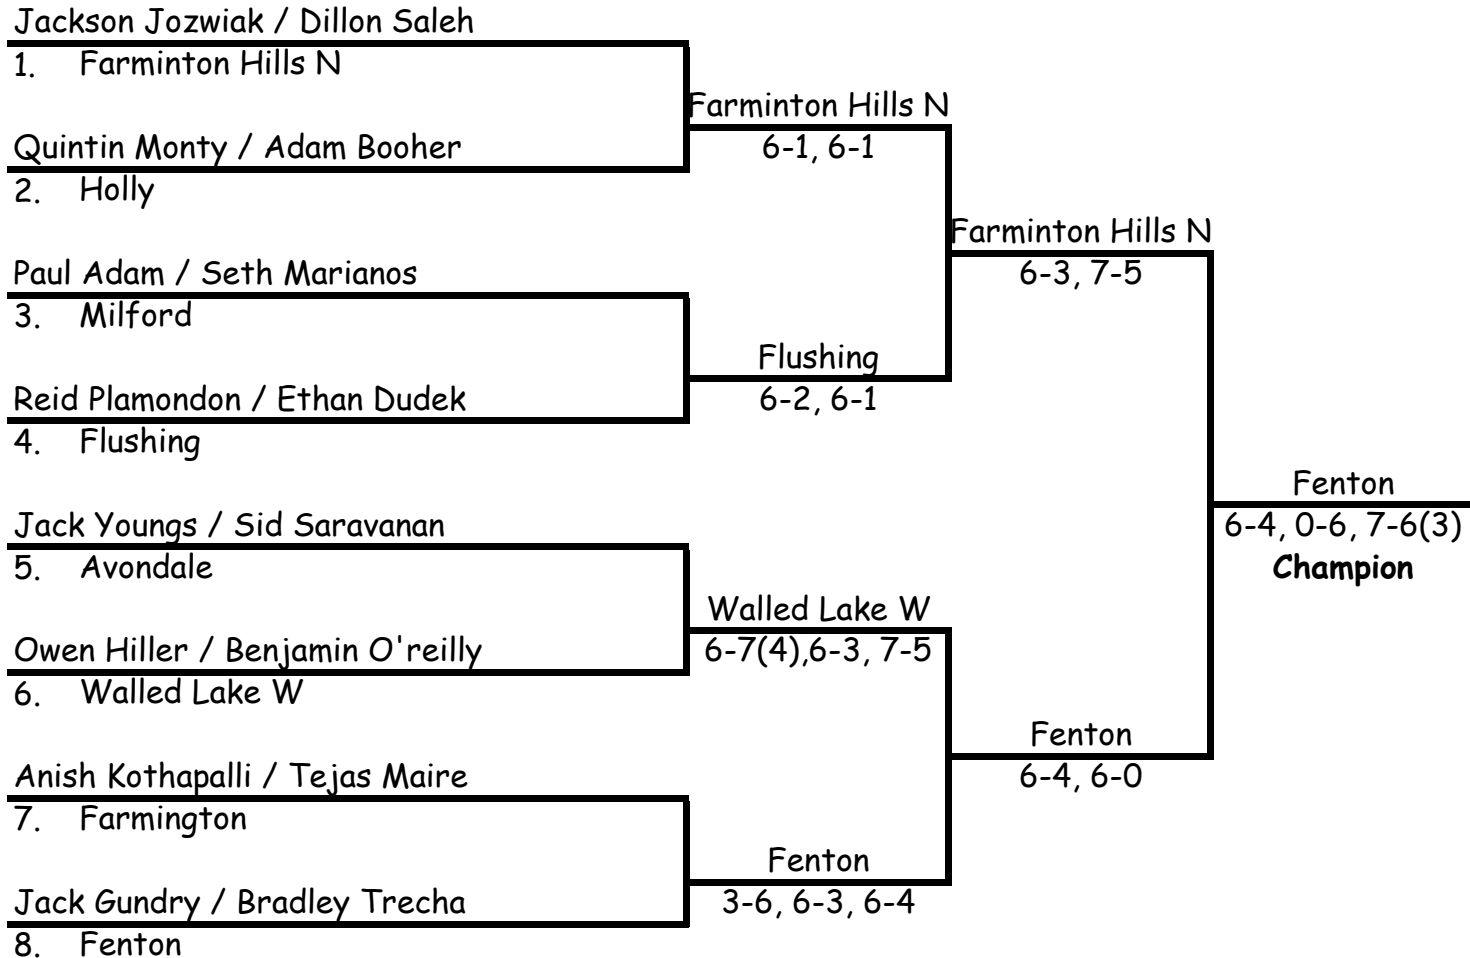 Jackson Jozwiak / Dillon Saleh
1. Farminton Hills N
Farminton Hills N
Quintin Monty / Adam Booher
6-1, 6-1
2. Holly
Farminton Hills N
Paul Adam / Seth Marianos
6-3, 7-5
3. Milford
Flushing
Reid Plamondon / Ethan Dudek
6-2, 6-1
4. Flushing
Fenton
Jack Youngs / Sid Saravanan
6-4, 0-6, 7-6(3)
5. Avondale
Champion
Walled Lake W
Owen Hiller / Benjamin O'reilly
6-7(4),6-3, 7-5
6. Walled Lake W
Fenton
Anish Kothapalli / Tejas Maire
6-4, 6-0
7. Farmington
Fenton
Jack Gundry / Bradley Trecha
3-6, 6-3, 6-4
8. Fenton